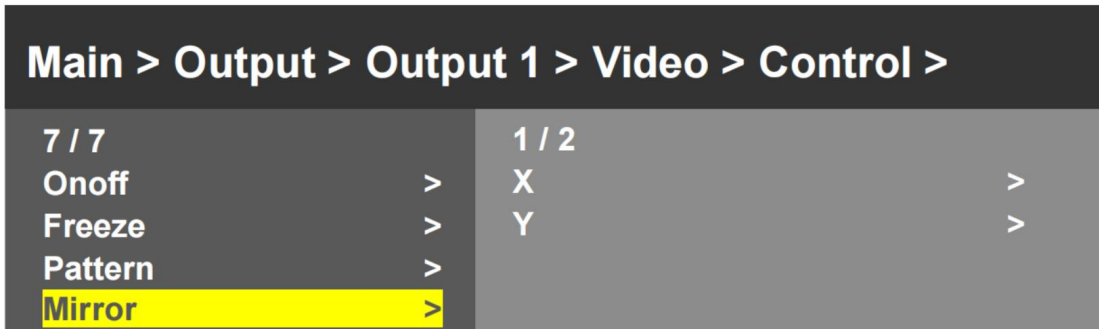 Main > Output > Output 1 > Video > Control >
7 / 7
Onoff >
Freeze >
Pattern >
Mirror >
1 / 2
X >
Y >